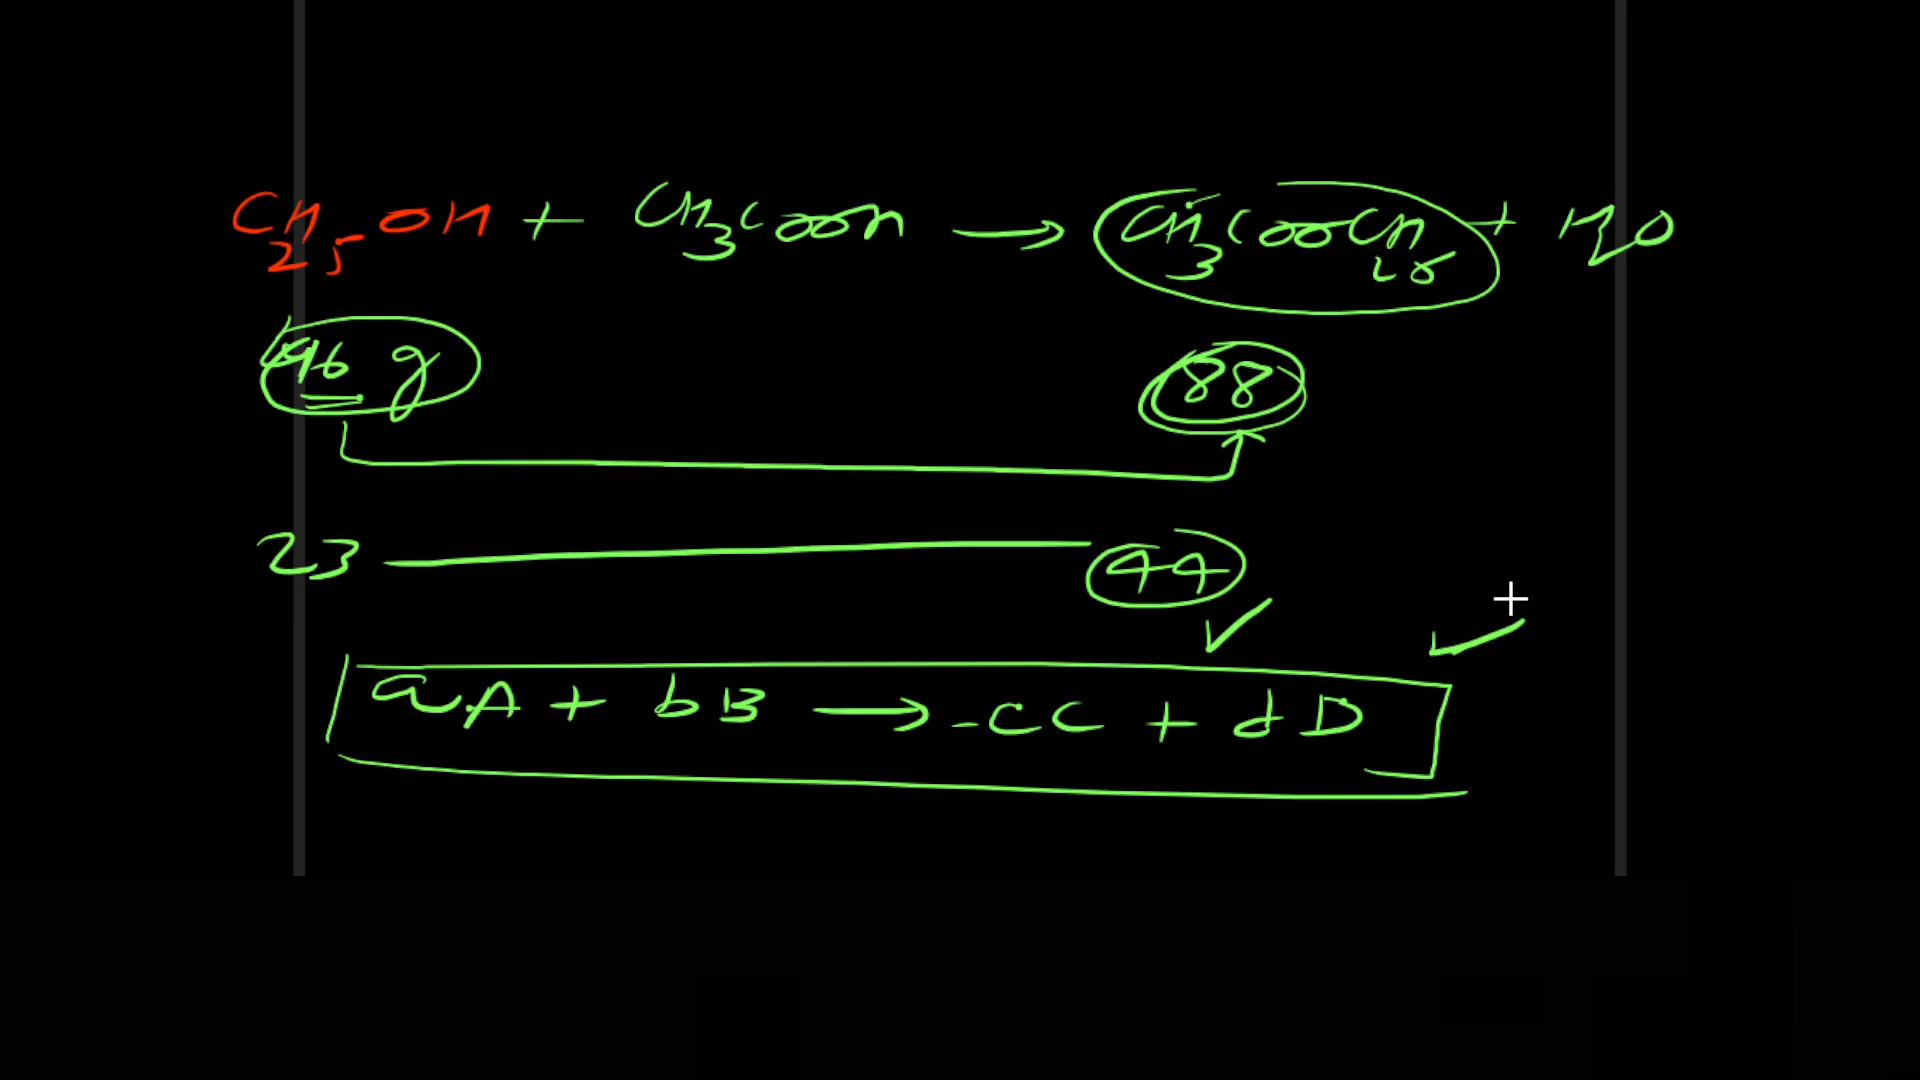 C2H5OH + CH3COOH → CH3COOC2H5 + H2O
46 g 88
23 44
aA + bB → cC + dD